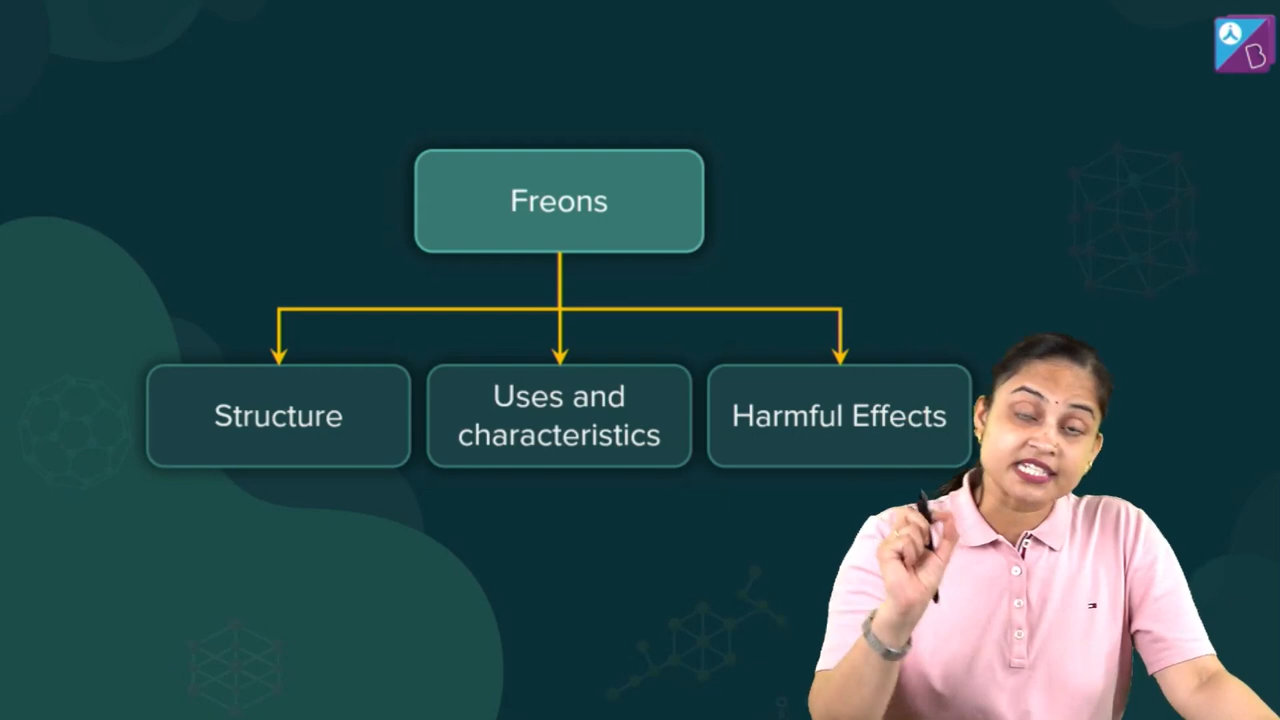 Freons
Structure
Uses and
characteristics
Harmful Effects
B